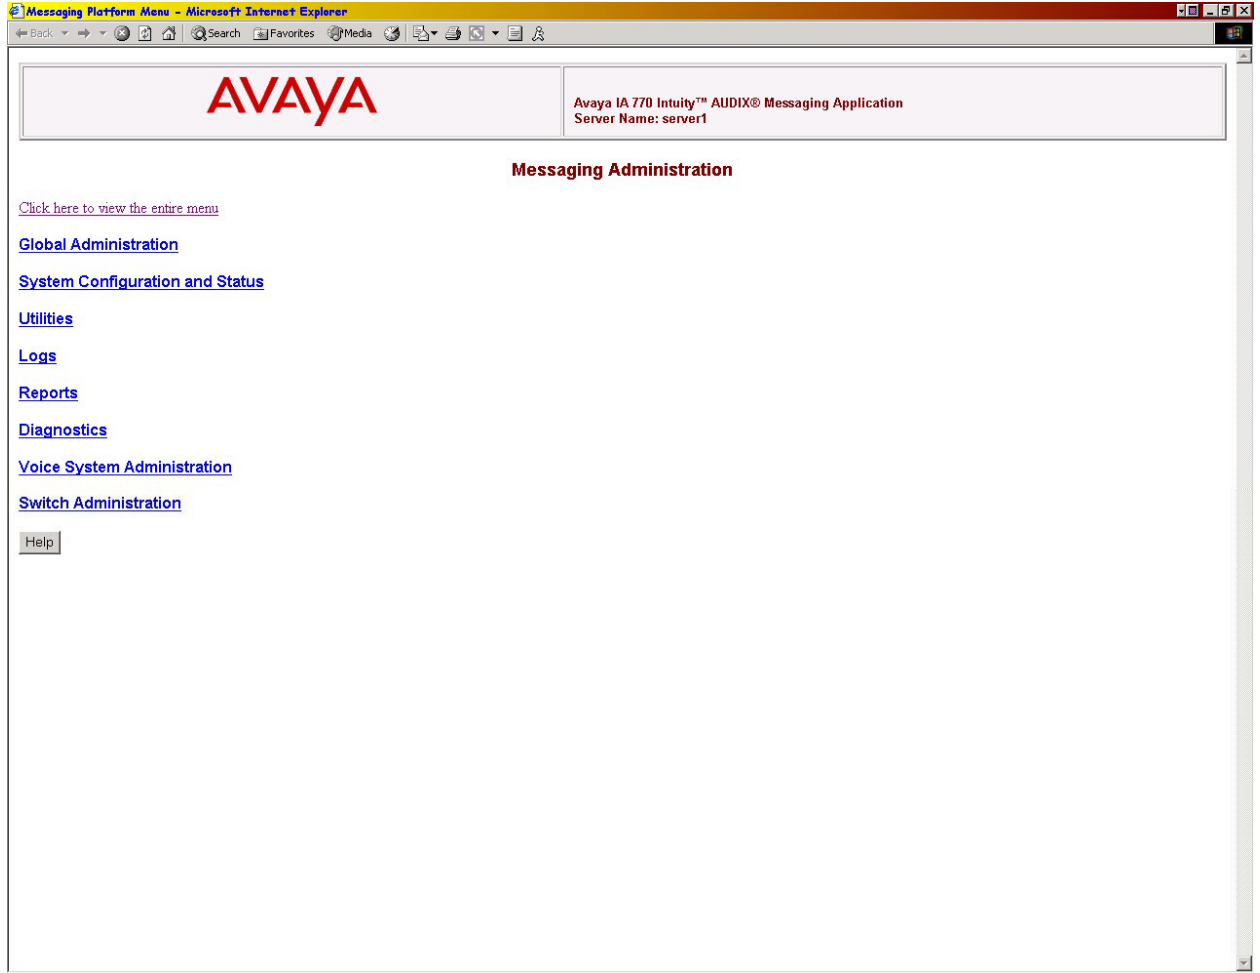 Messaging Platform Menu - Microsoft Internet Explorer
Back Search Favorites Media
AVAYA
Avaya IA 770 Intuity™ AUDIX® Messaging Application
Server Name: server1
Messaging Administration
Click here to view the entire menu
Global Administration
System Configuration and Status
Utilities
Logs
Reports
Diagnostics
Voice System Administration
Switch Administration
Help